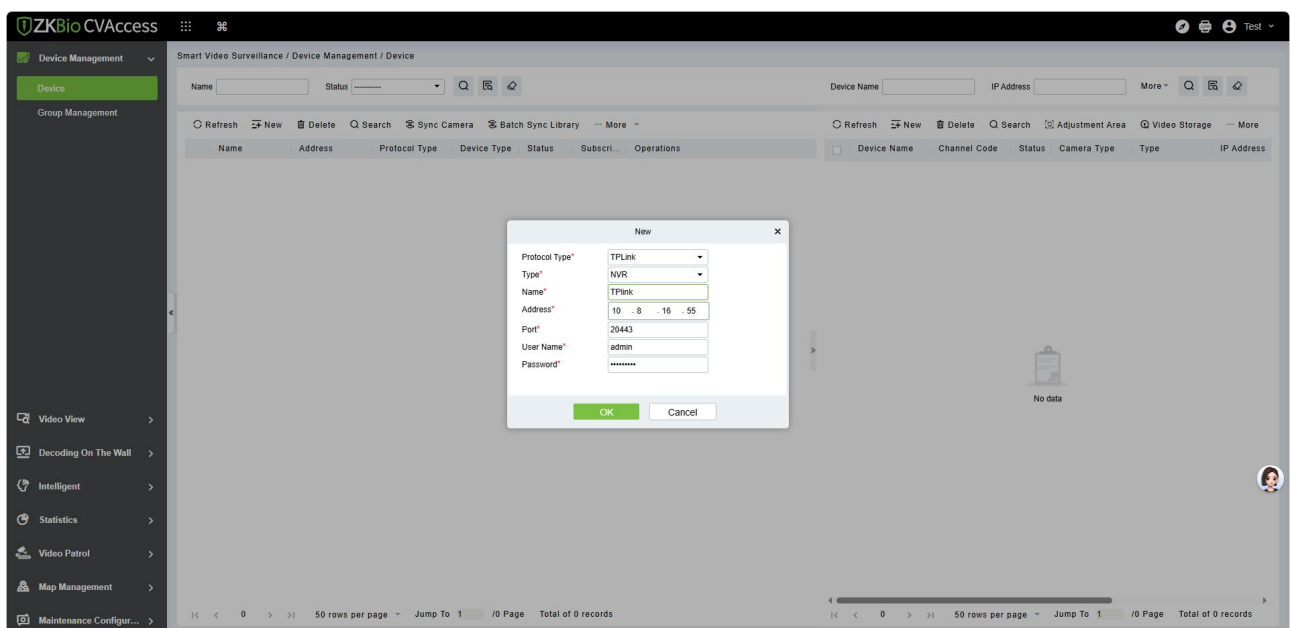 ZKBio CVAccess
Test
Device Management
Smart Video Surveillance / Device Management / Device
Device
Name
Status
----------
Device Name
IP Address
More
Group Management
Refresh New Delete Search Sync Camera Batch Sync Library ··· More
Refresh New Delete Search Adjustment Area Video Storage ··· More
Name Address Protocol Type Device Type Status Subscri... Operations
Device Name Channel Code Status Camera Type Type IP Address
New
Protocol Type* TPLink
Type* NVR
Name* TPlink
Address* 10 . 8 . 16 . 55
Port* 20443
User Name* admin
Password* •••••••••
OK Cancel
No data
Video View
Decoding On The Wall
Intelligent
Statistics
Video Patrol
Map Management
Maintenance Configur...
0 50 rows per page Jump To 1 /0 Page Total of 0 records
0 50 rows per page Jump To 1 /0 Page Total of 0 records